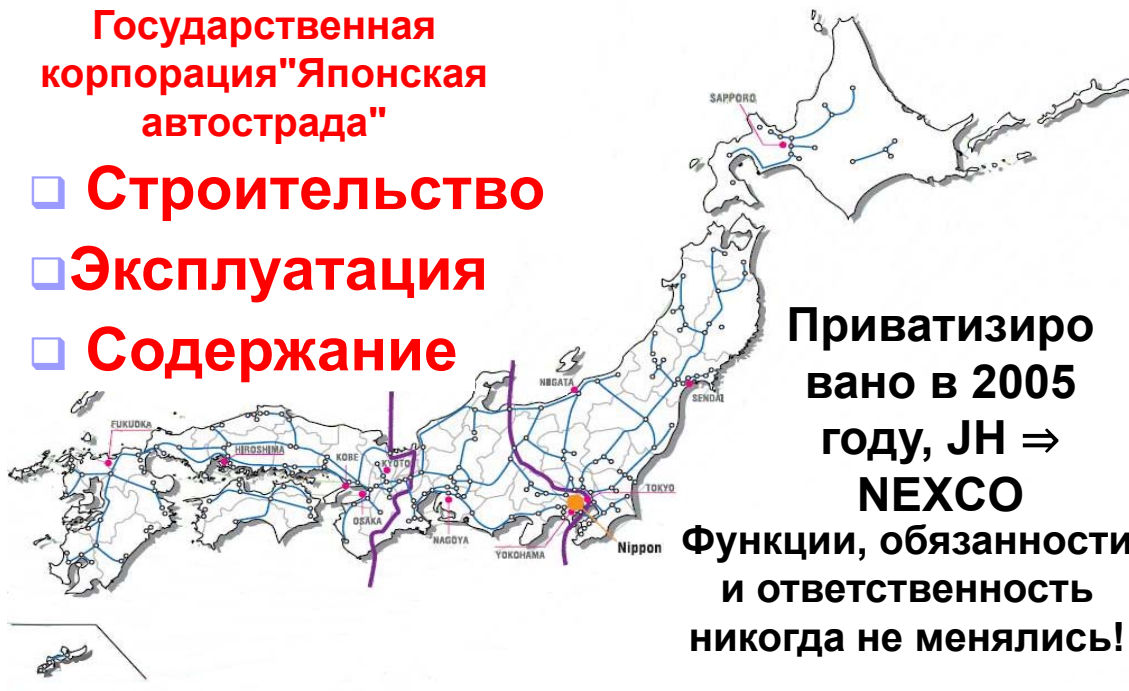 Государственная
корпорация"Японская
автострада"
Строительство
Эксплуатация
Содержание
SAPPORO
NIIGATA
SENDAI
FUKUOKA
HIROSHIMA
KOBE
KYOTO
OSAKA
NAGOYA
TOKYO
YOKOHAMA
Nippon
Приватизиро
вано в 2005
году, JH ⇒
NEXCO
Функции, обязанности
и ответственность
никогда не менялись!